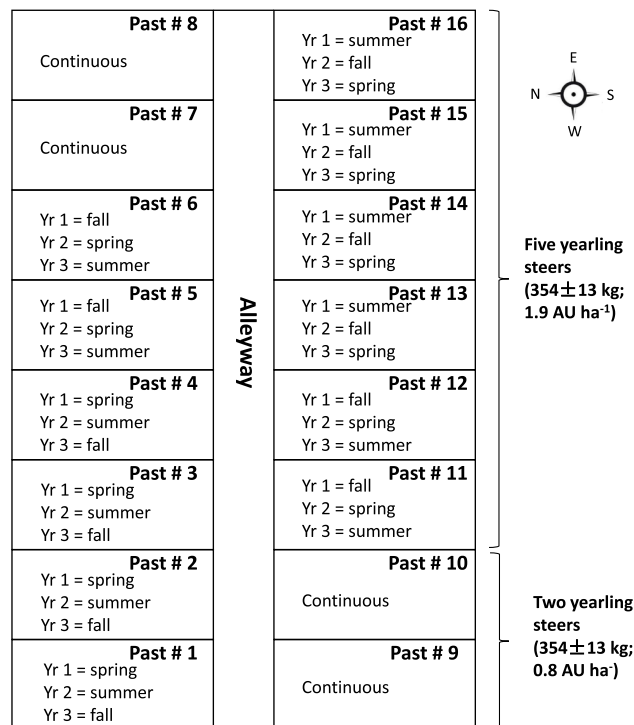 Past # 8
Continuous
Past # 7
Continuous
Past # 6
Yr 1 = fall
Yr 2 = spring
Yr 3 = summer
Past # 5
Yr 1 = fall
Yr 2 = spring
Yr 3 = summer
Past # 4
Yr 1 = spring
Yr 2 = summer
Yr 3 = fall
Past # 3
Yr 1 = spring
Yr 2 = summer
Yr 3 = fall
Past # 2
Yr 1 = spring
Yr 2 = summer
Yr 3 = fall
Past # 1
Yr 1 = spring
Yr 2 = summer
Yr 3 = fall
Alleyway
Past # 16
Yr 1 = summer
Yr 2 = fall
Yr 3 = spring
Past # 15
Yr 1 = summer
Yr 2 = fall
Yr 3 = spring
Past # 14
Yr 1 = summer
Yr 2 = fall
Yr 3 = spring
Past # 13
Yr 1 = summer
Yr 2 = fall
Yr 3 = spring
Past # 12
Yr 1 = fall
Yr 2 = spring
Yr 3 = summer
Past # 11
Yr 1 = fall
Yr 2 = spring
Yr 3 = summer
Past # 10
Continuous
Past # 9
Continuous
E
N S
W
Five yearling
steers
(354±13 kg;
1.9 AU ha⁻¹)
Two yearling
steers
(354±13 kg;
0.8 AU ha⁻)